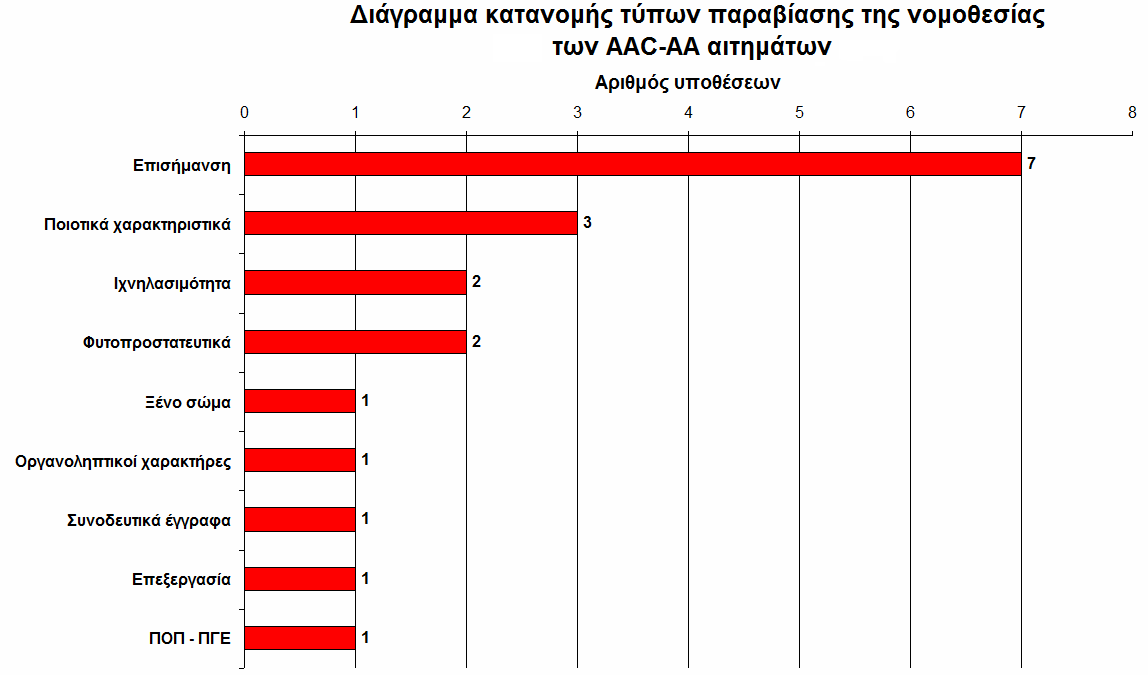 Διάγραμμα κατανομής τύπων παραβίασης της νομοθεσίας
των AAC-AA αιτημάτων
Αριθμός υποθέσεων
0 1 2 3 4 5 6 7 8
Επισήμανση 7
Ποιοτικά χαρακτηριστικά 3
Ιχνηλασιμότητα 2
Φυτοπροστατευτικά 2
Ξένο σώμα 1
Οργανοληπτικοί χαρακτήρες 1
Συνοδευτικά έγγραφα 1
Επεξεργασία 1
ΠΟΠ - ΠΓΕ 1